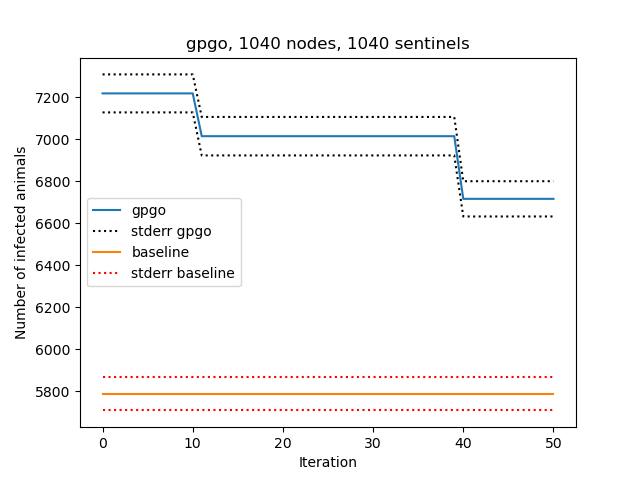 gpgo, 1040 nodes, 1040 sentinels
Number of infected animals
7200
7000
6800
6600
6400
6200
6000
5800
gpgo
stderr gpgo
baseline
stderr baseline
0 10 20 30 40 50
Iteration